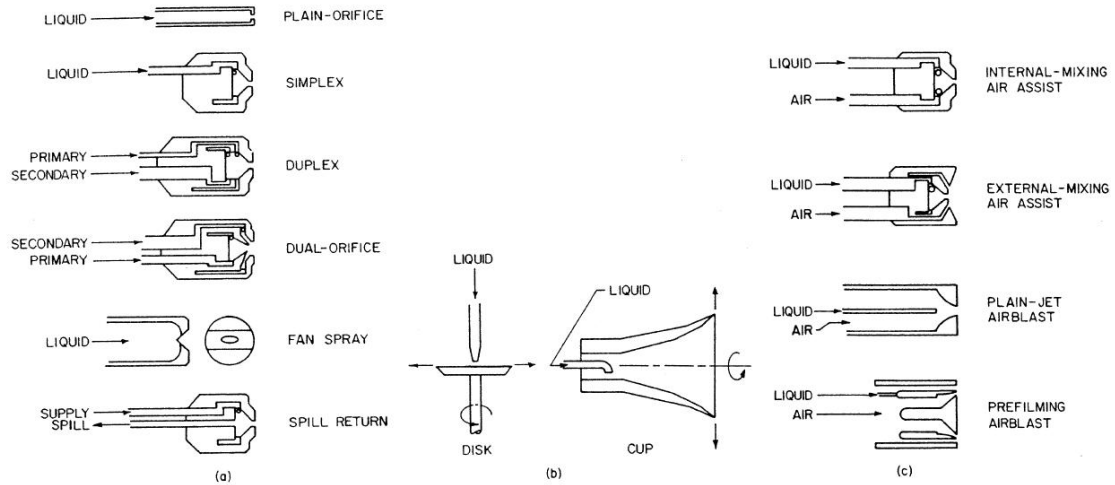 LIQUID
PLAIN-ORIFICE
LIQUID
SIMPLEX
PRIMARY
SECONDARY
DUPLEX
SECONDARY
PRIMARY
DUAL-ORIFICE
LIQUID
FAN SPRAY
SUPPLY
SPILL
SPILL RETURN
(a)
LIQUID
DISK
LIQUID
CUP
(b)
LIQUID
AIR
INTERNAL-MIXING
AIR ASSIST
LIQUID
AIR
EXTERNAL-MIXING
AIR ASSIST
LIQUID
AIR
PLAIN-JET
AIRBLAST
LIQUID
AIR
PREFILMING
AIRBLAST
(c)